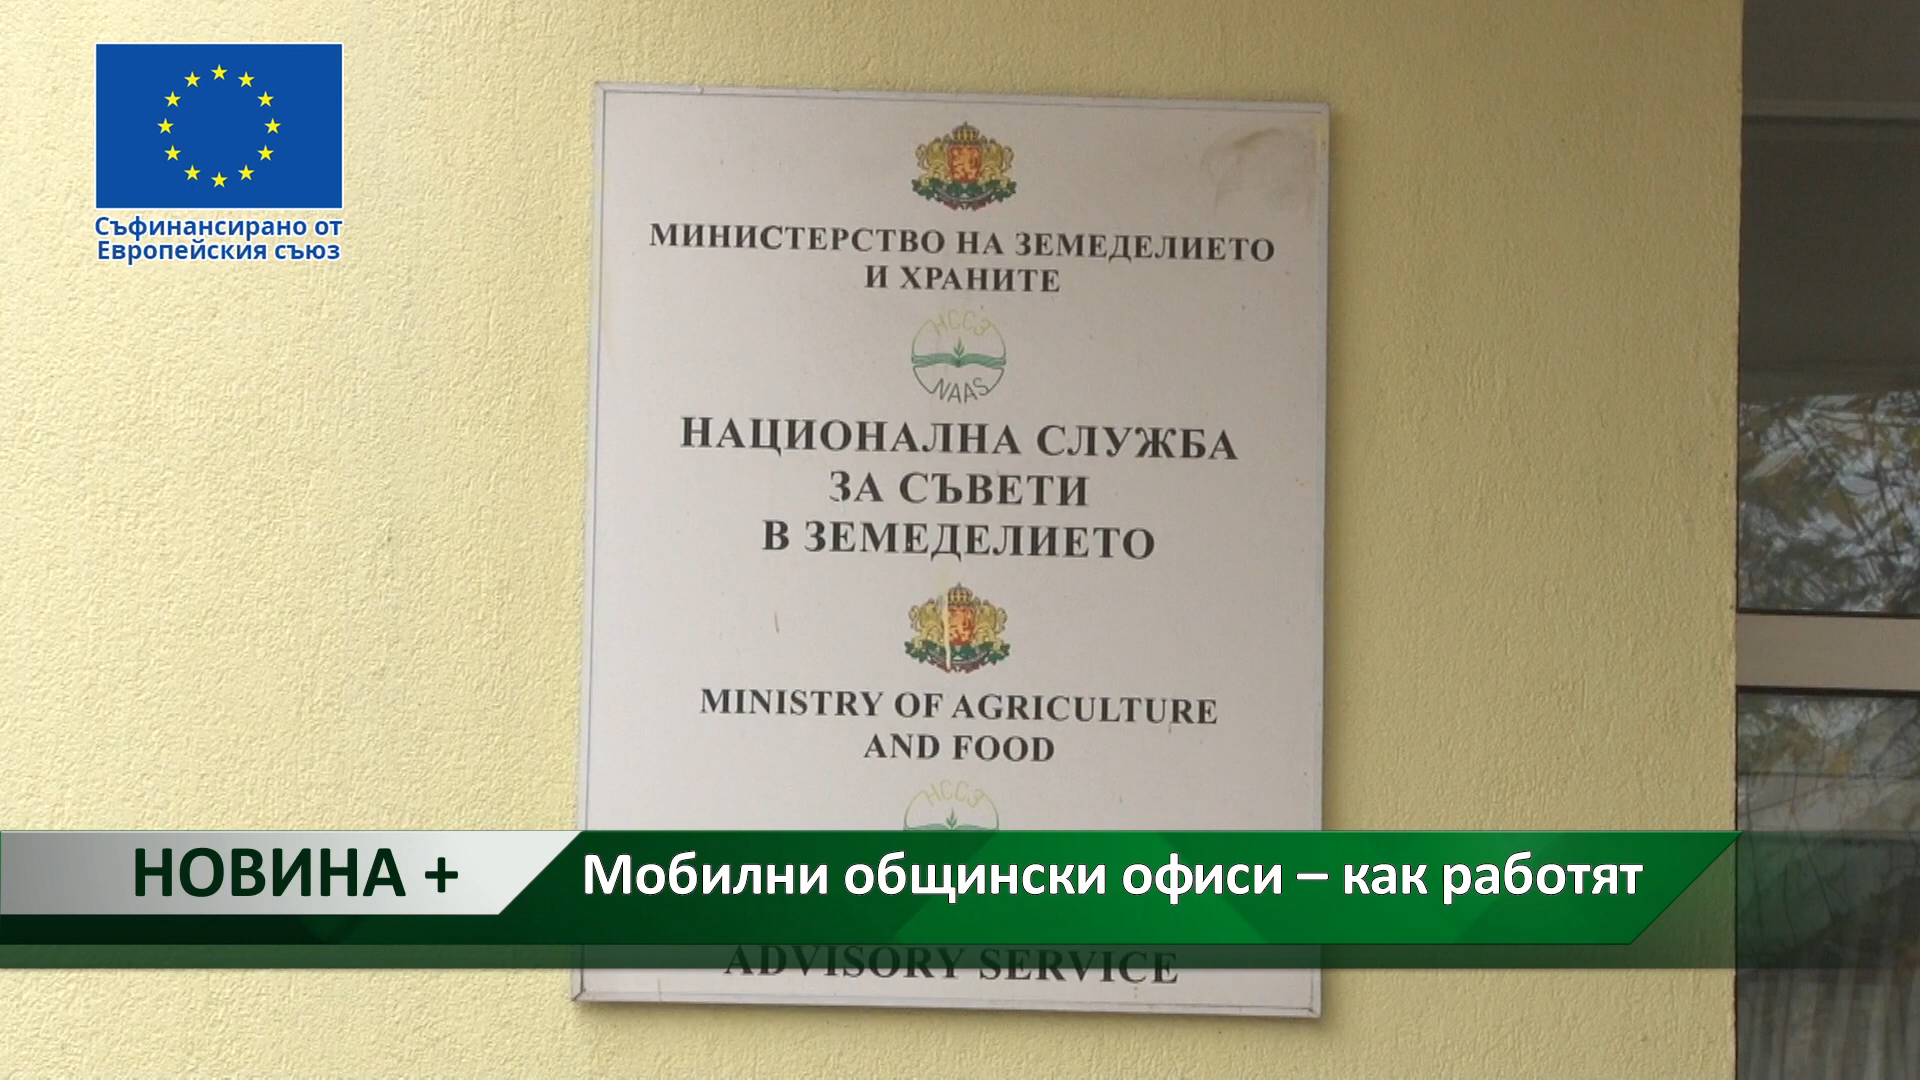 Съфинансирано от
Европейския съюз
МИНИСТЕРСТВО НА ЗЕМЕДЕЛИЕТО
И ХРАНИТЕ
НССЗ
NAAS
НАЦИОНАЛНА СЛУЖБА
ЗА СЪВЕТИ
В ЗЕМЕДЕЛИЕТО
MINISTRY OF AGRICULTURE
AND FOOD
НССЗ
НОВИНА +
Мобилни общински офиси – как работят
ADVISORY SERVICE